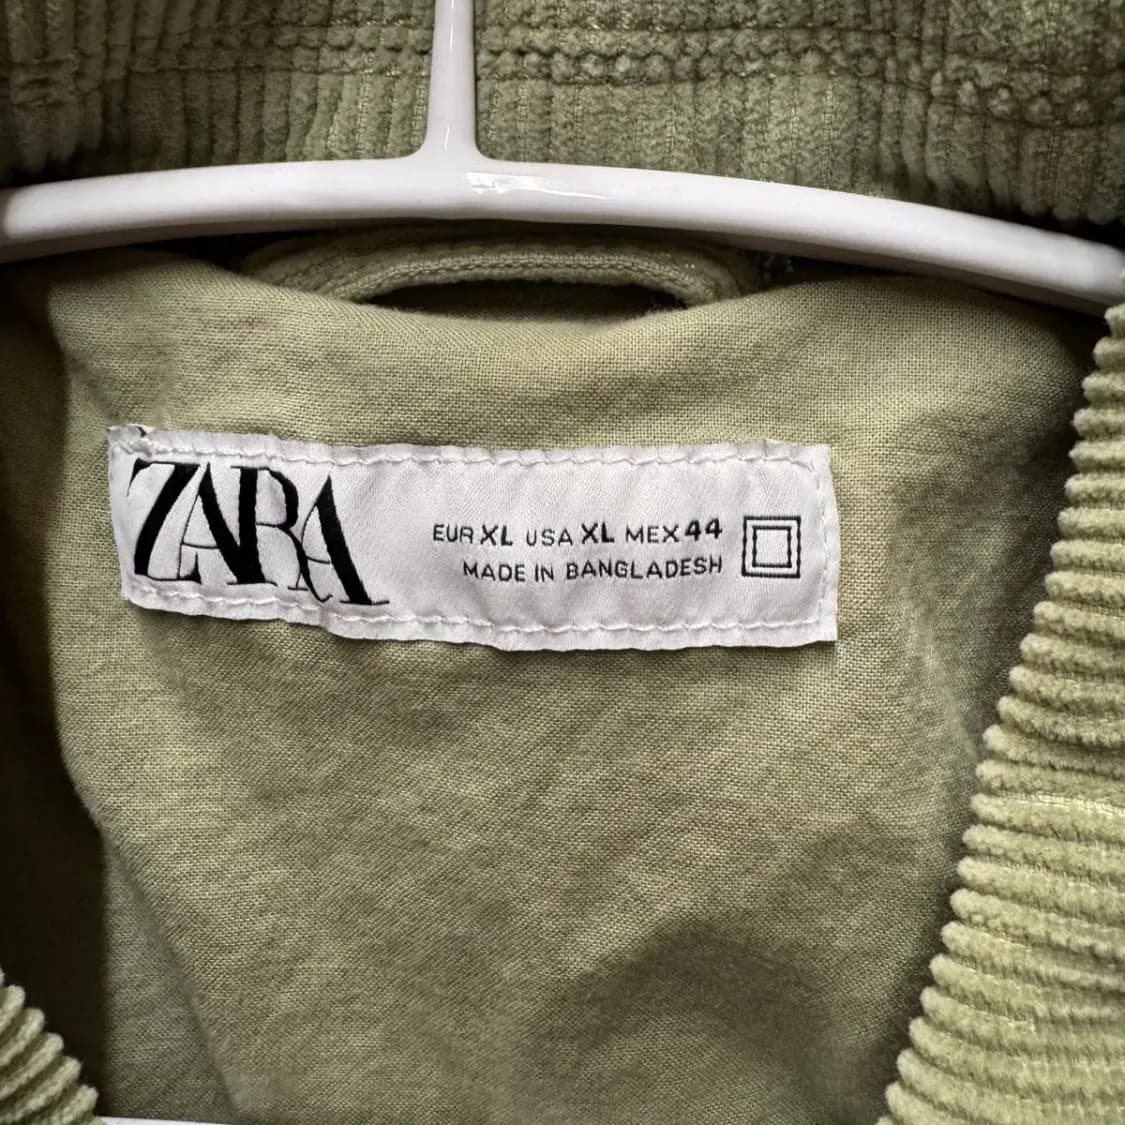 ZARA
EUR XL USA XL MEX 44
MADE IN BANGLADESH